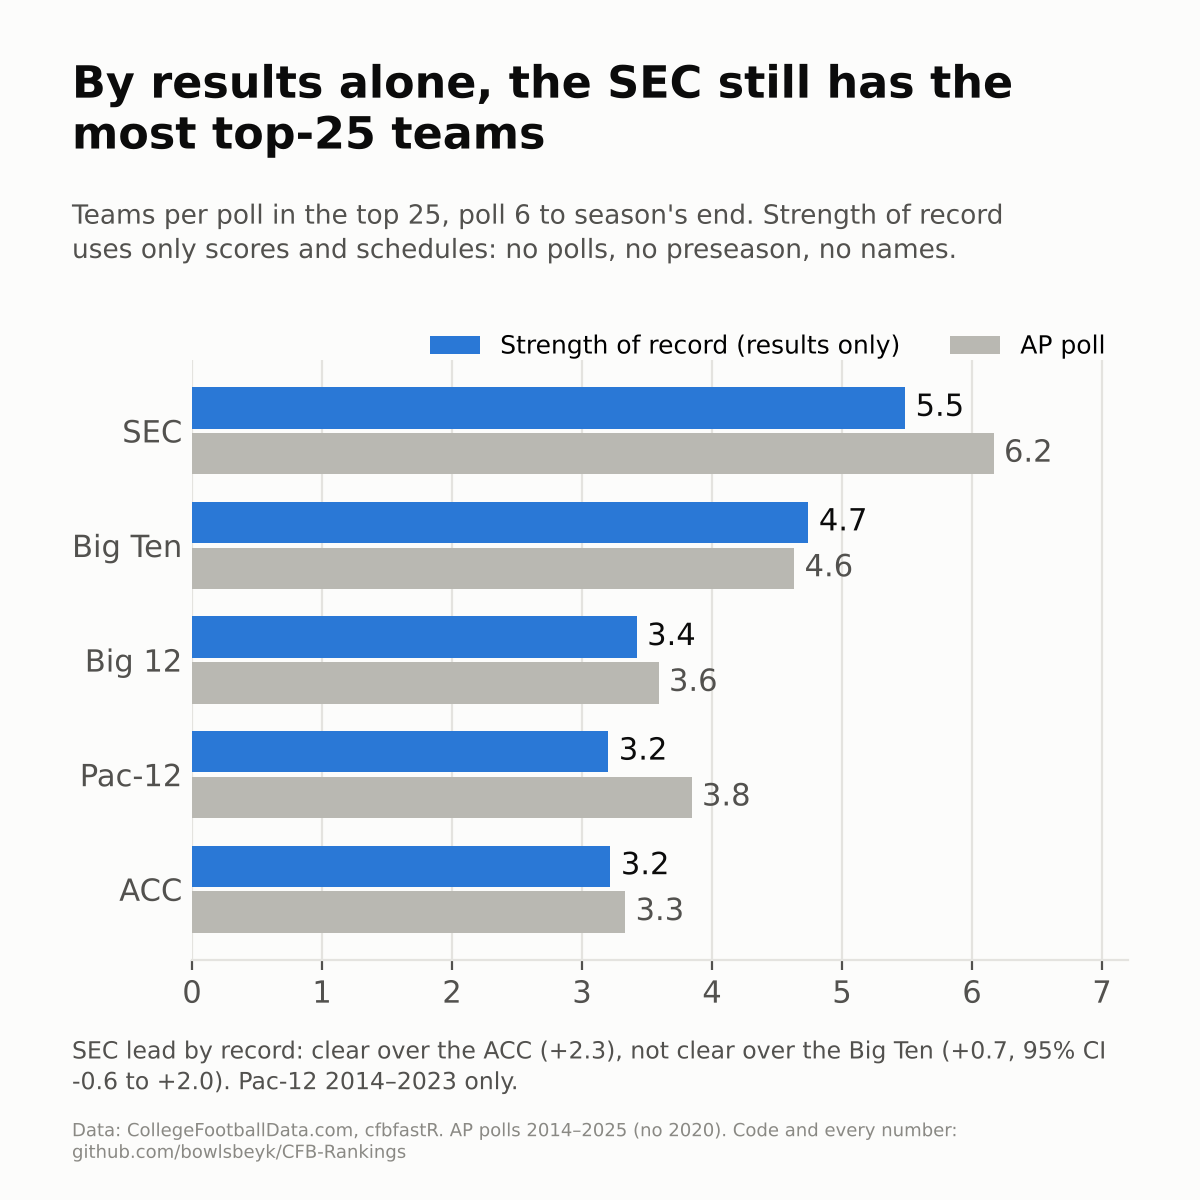 By results alone, the SEC still has the
most top-25 teams
Teams per poll in the top 25, poll 6 to season's end. Strength of record
uses only scores and schedules: no polls, no preseason, no names.
Strength of record (results only)
AP poll
SEC
5.5
6.2
Big Ten
4.7
4.6
Big 12
3.4
3.6
Pac-12
3.2
3.8
ACC
3.2
3.3
0 1 2 3 4 5 6 7
SEC lead by record: clear over the ACC (+2.3), not clear over the Big Ten (+0.7, 95% CI
-0.6 to +2.0). Pac-12 2014–2023 only.
Data: CollegeFootballData.com, cfbfastR. AP polls 2014–2025 (no 2020). Code and every number:
github.com/bowlsbeyk/CFB-Rankings